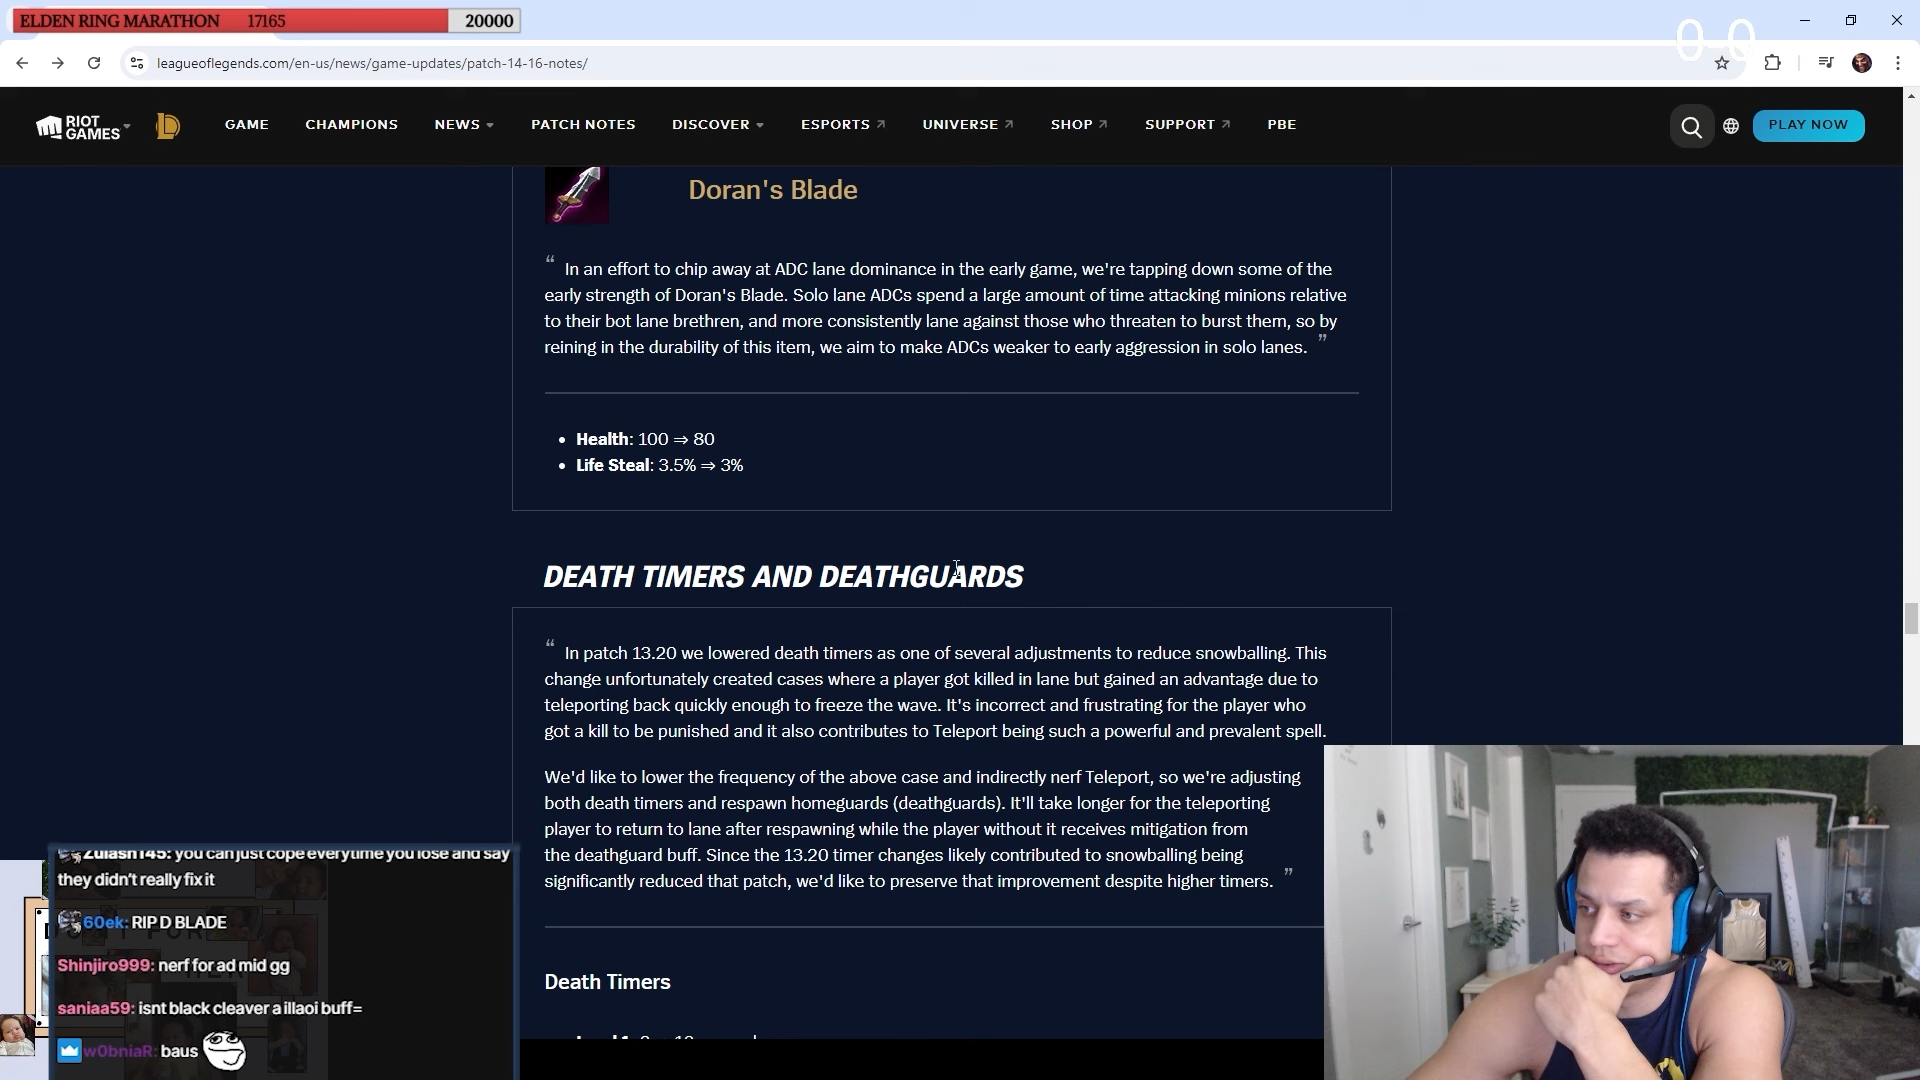 ELDEN RING MARATHON 17165 20000
0-0
leagueoflegends.com/en-us/news/game-updates/patch-14-16-notes/
RIOT GAMES
GAME CHAMPIONS NEWS PATCH NOTES DISCOVER ESPORTS UNIVERSE SHOP SUPPORT PBE PLAY NOW
Doran's Blade
“ In an effort to chip away at ADC lane dominance in the early game, we're tapping down some of the
early strength of Doran's Blade. Solo lane ADCs spend a large amount of time attacking minions relative
to their bot lane brethren, and more consistently lane against those who threaten to burst them, so by
reining in the durability of this item, we aim to make ADCs weaker to early aggression in solo lanes. ”
• Health: 100 ⇒ 80
• Life Steal: 3.5% ⇒ 3%
DEATH TIMERS AND DEATHGUARDS
“ In patch 13.20 we lowered death timers as one of several adjustments to reduce snowballing. This
change unfortunately created cases where a player got killed in lane but gained an advantage due to
teleporting back quickly enough to freeze the wave. It's incorrect and frustrating for the player who
got a kill to be punished and it also contributes to Teleport being such a powerful and prevalent spell.
We'd like to lower the frequency of the above case and indirectly nerf Teleport, so we're adjusting
both death timers and respawn homeguards (deathguards). It'll take longer for the teleporting
player to return to lane after respawning while the player without it receives mitigation from
the deathguard buff. Since the 13.20 timer changes likely contributed to snowballing being
significantly reduced that patch, we'd like to preserve that improvement despite higher timers. ”
Death Timers
Zulash145: you can just cope everytime you lose and say
they didn't really fix it
60ek: RIP D BLADE
Shinjiro999: nerf for ad mid gg
saniaa59: isnt black cleaver a illaoi buff=
w0bniaR: baus